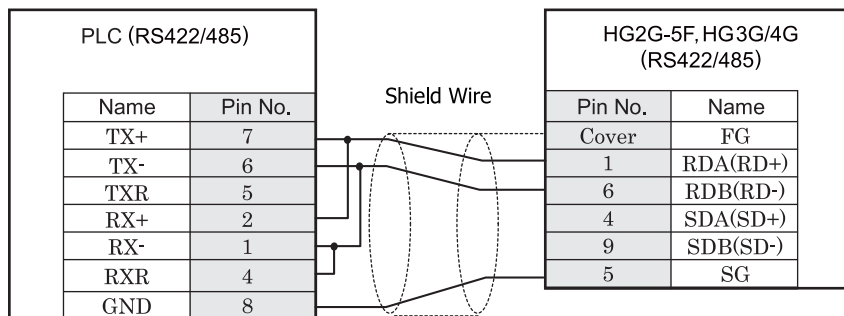 PLC (RS422/485)
Name Pin No.
TX+ 7
TX- 6
TXR 5
RX+ 2
RX- 1
RXR 4
GND 8
Shield Wire
HG2G-5F, HG3G/4G
(RS422/485)
Pin No. Name
Cover FG
1 RDA(RD+)
6 RDB(RD-)
4 SDA(SD+)
9 SDB(SD-)
5 SG